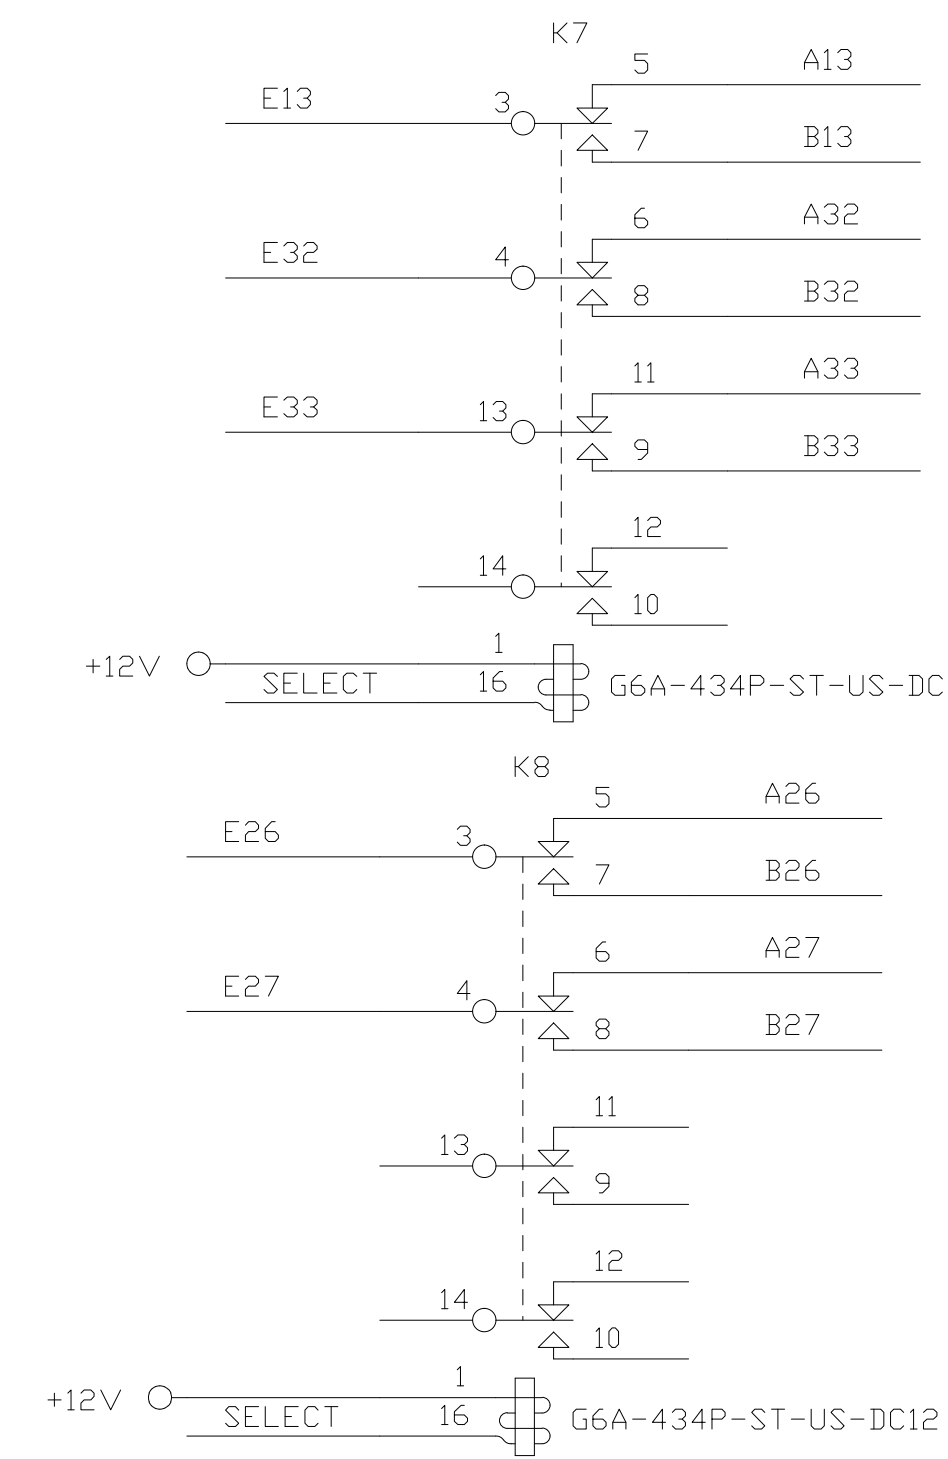 K7
5 A13
E13 3
7 B13
6 A32
E32 4
8 B32
11 A33
E33 13
9 B33
12
14
10
1
+12V
SELECT 16 G6A-434P-ST-US-DC
K8
5 A26
E26 3
7 B26
6 A27
E27 4
8 B27
11
13
9
12
14
10
1
+12V
SELECT 16 G6A-434P-ST-US-DC12